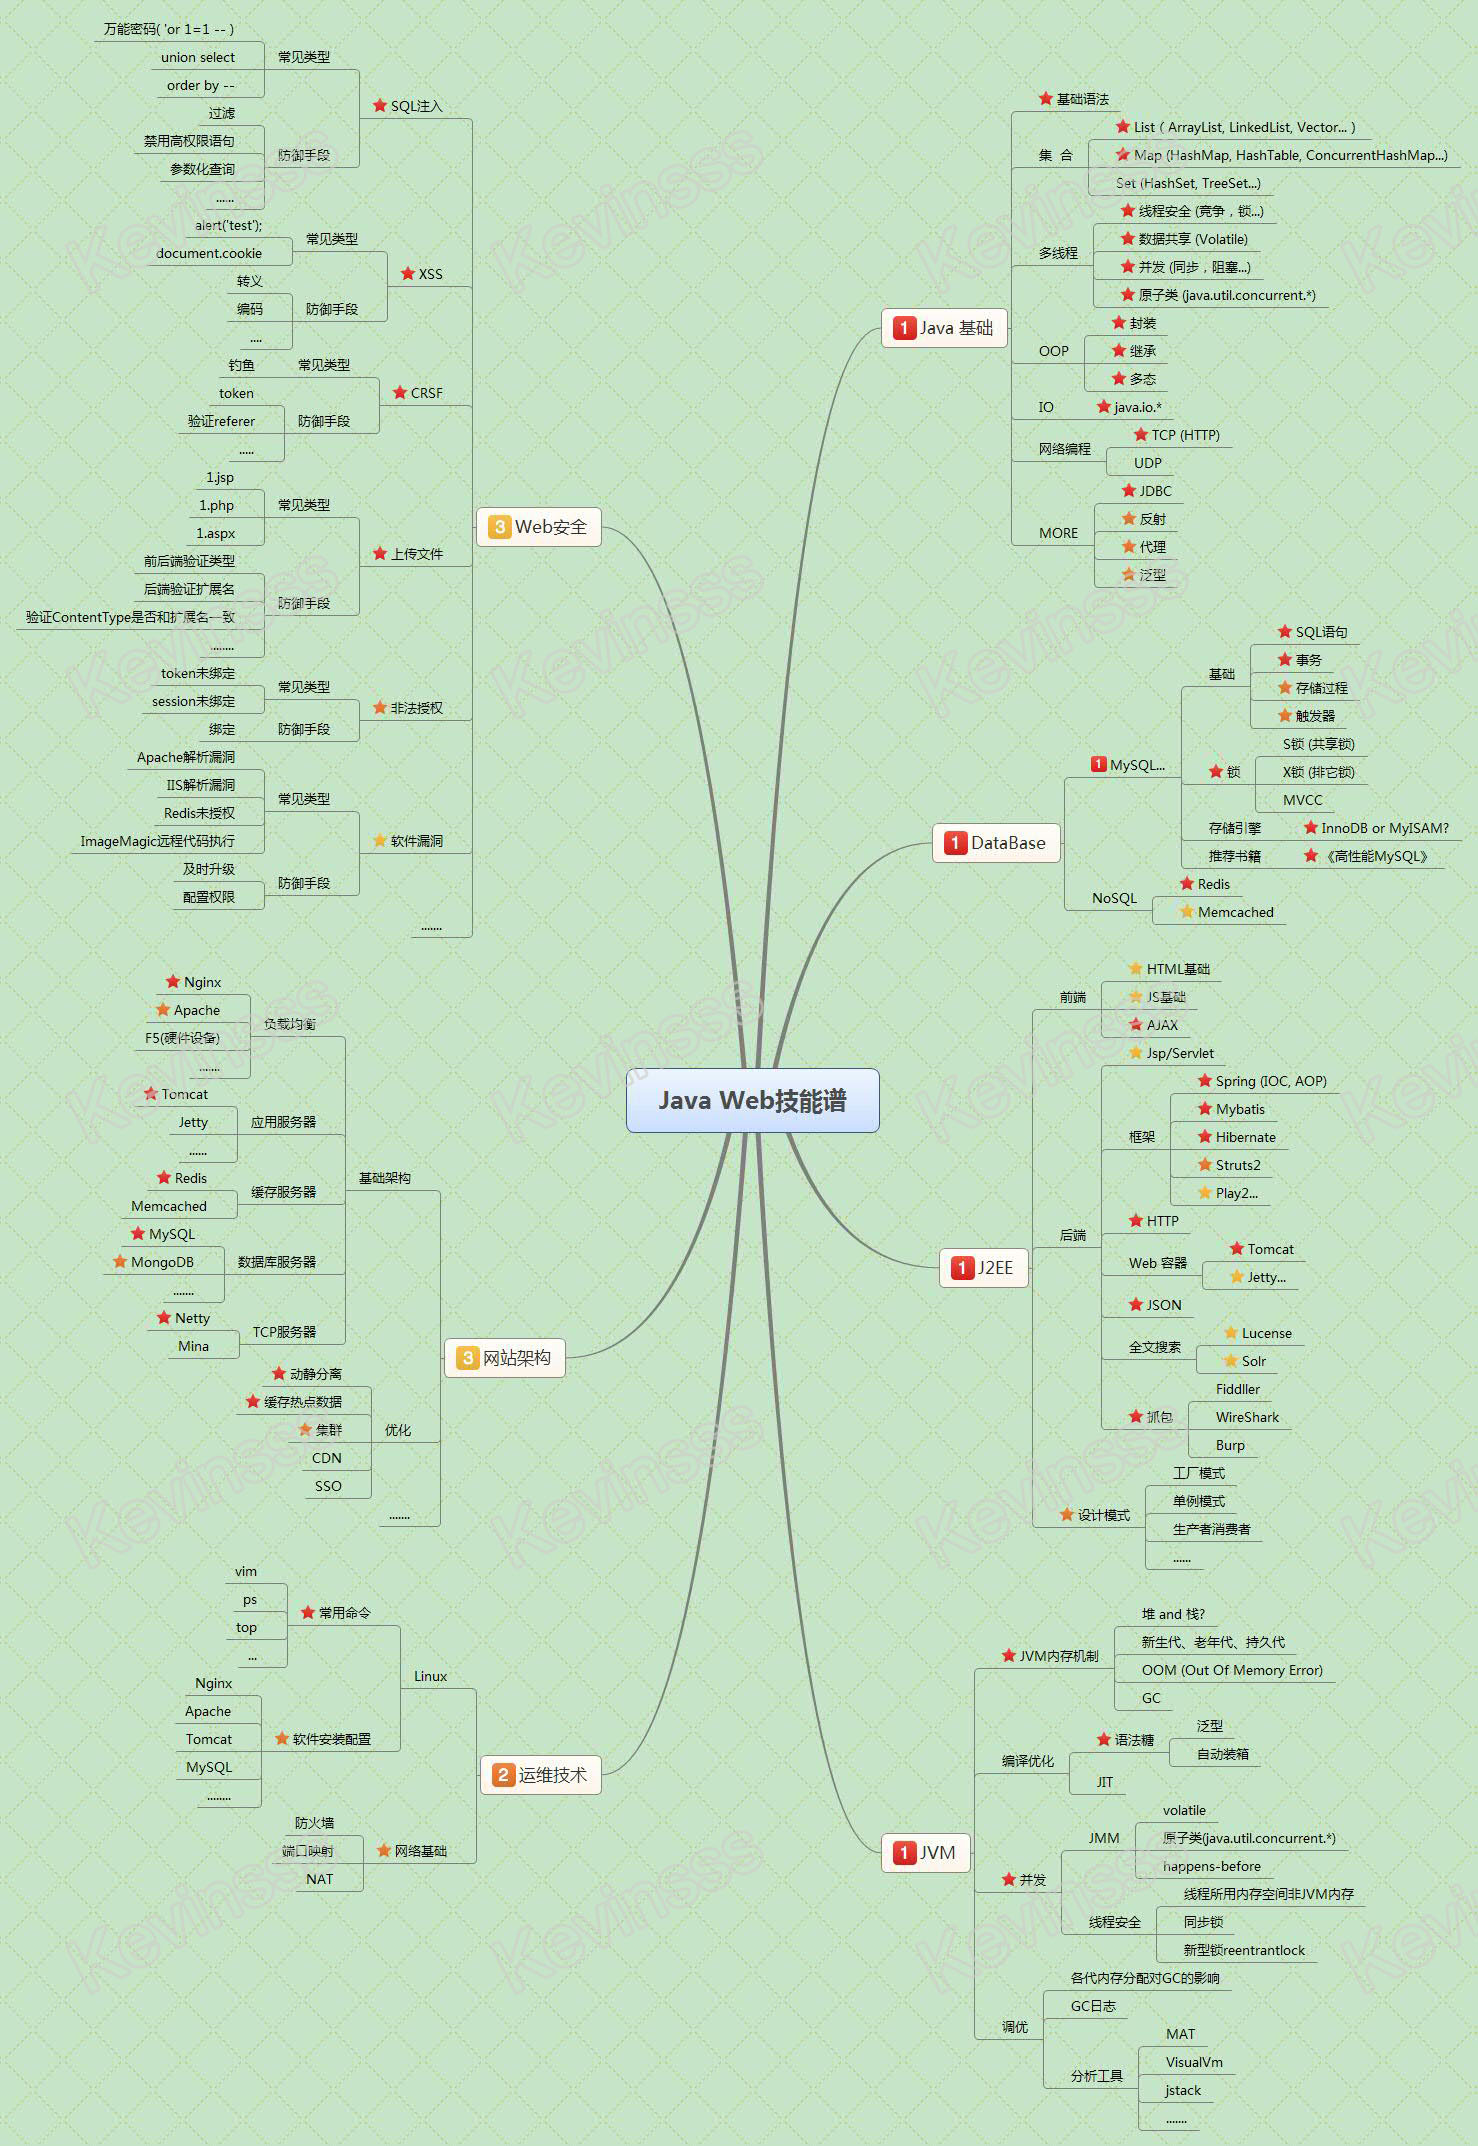 Java Web技能谱
1 Java 基础
基础语法
集 合
List ( ArrayList, LinkedList, Vector... )
Map (HashMap, HashTable, ConcurrentHashMap...)
Set (HashSet, TreeSet...)
多线程
线程安全 (竞争，锁...)
数据共享 (Volatile)
并发 (同步，阻塞...)
原子类 (java.util.concurrent.*)
OOP
封装
继承
多态
IO
java.io.*
网络编程
TCP (HTTP)
UDP
MORE
JDBC
反射
代理
泛型
1 DataBase
1 MySQL...
基础
SQL语句
事务
存储过程
触发器
锁
S锁 (共享锁)
X锁 (排它锁)
MVCC
存储引擎
InnoDB or MyISAM?
推荐书籍
《高性能MySQL》
NoSQL
Redis
Memcached
1 J2EE
前端
HTML基础
JS基础
AJAX
后端
Jsp/Servlet
框架
Spring (IOC, AOP)
Mybatis
Hibernate
Struts2
Play2...
HTTP
Web 容器
Tomcat
Jetty...
JSON
全文搜索
Lucense
Solr
抓包
Fiddller
WireShark
Burp
设计模式
工厂模式
单例模式
生产者消费者
......
1 JVM
JVM内存机制
堆 and 栈?
新生代、老年代、持久代
OOM (Out Of Memory Error)
GC
编译优化
语法糖
泛型
自动装箱
JIT
并发
JMM
volatile
原子类(java.util.concurrent.*)
happens-before
线程安全
线程所用内存空间非JVM内存
同步锁
新型锁reentrantlock
调优
各代内存分配对GC的影响
GC日志
分析工具
MAT
VisualVm
jstack
.......
3 Web安全
SQL注入
常见类型
万能密码( 'or 1=1 -- )
union select
order by --
防御手段
过滤
禁用高权限语句
参数化查询
......
XSS
常见类型
alert('test');
document.cookie
防御手段
转义
编码
....
CRSF
常见类型
钓鱼
防御手段
token
验证referer
.....
上传文件
常见类型
1.jsp
1.php
1.aspx
防御手段
前后端验证类型
后端验证扩展名
验证ContentType是否和扩展名一致
........
非法授权
常见类型
token未绑定
session未绑定
防御手段
绑定
软件漏洞
常见类型
Apache解析漏洞
IIS解析漏洞
Redis未授权
ImageMagic远程代码执行
防御手段
及时升级
配置权限
.......
3 网站架构
基础架构
负载均衡
Nginx
Apache
F5(硬件设备)
.......
应用服务器
Tomcat
Jetty
......
缓存服务器
Redis
Memcached
数据库服务器
MySQL
MongoDB
.......
TCP服务器
Netty
Mina
优化
动静分离
缓存热点数据
集群
CDN
SSO
.......
2 运维技术
Linux
常用命令
vim
ps
top
...
软件安装配置
Nginx
Apache
Tomcat
MySQL
........
网络基础
防火墙
端口映射
NAT
Kevinsss